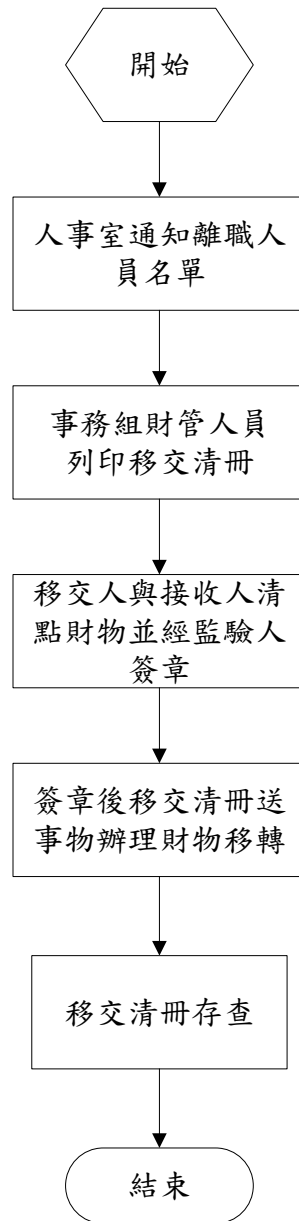 開始
人事室通知離職人
員名單
事務組財管人員
列印移交清冊
移交人與接收人清
點財物並經監驗人
簽章
簽章後移交清冊送
事物辦理財物移轉
移交清冊存查
結束